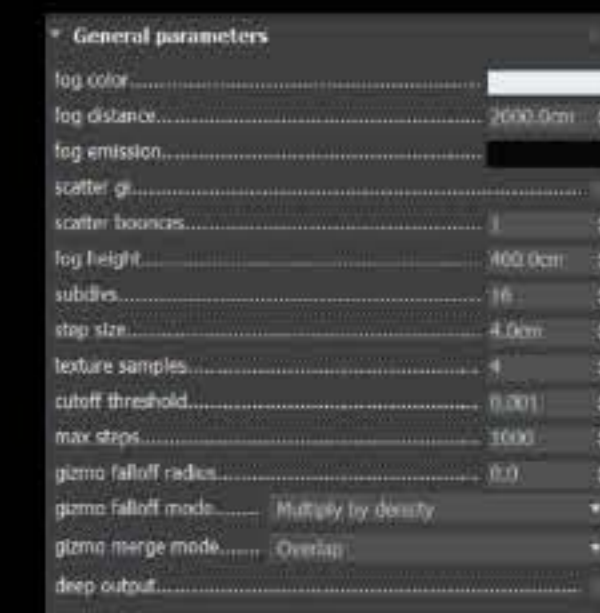 General parameters
fog color
fog distance 2000.0cm
fog emission
scatter gi
scatter bounces 1
fog height 400.0cm
subdivs 16
step size 4.0cm
texture samples 4
cutoff threshold 0.001
max steps 1000
gizmo falloff radius 0.0
gizmo falloff mode Multiply by density
gizmo merge mode Overlap
deep output